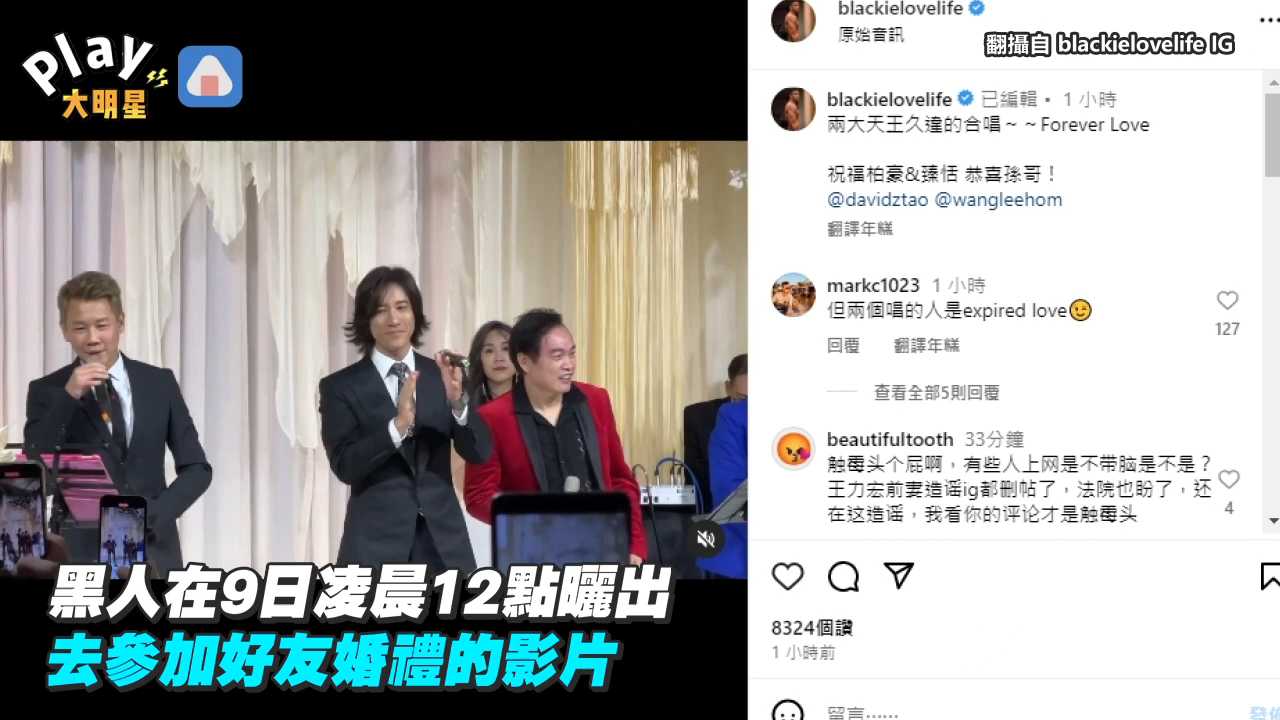 Play
大明星
blackielovelife
原始音訊
翻攝自 blackielovelife IG
blackielovelife 已編輯 • 1 小時
兩大天王久違的合唱～～Forever Love
祝福柏豪&臻恬 恭喜孫哥！
@davidztao @wangleehom
翻譯年糕
markc1023 1 小時
但兩個唱的人是expired love😉
127
回覆 翻譯年糕
查看全部5則回覆
beautifultooth 33分鐘
触霉头个屁啊，有些人上网是不带脑是不是？
王力宏前妻造谣ig都删帖了，法院也盼了，还
在这造谣，我看你的评论才是触霉头
4
8324個讚
1 小時前
留言......
發佈
黑人在9日凌晨12點曬出
去參加好友婚禮的影片